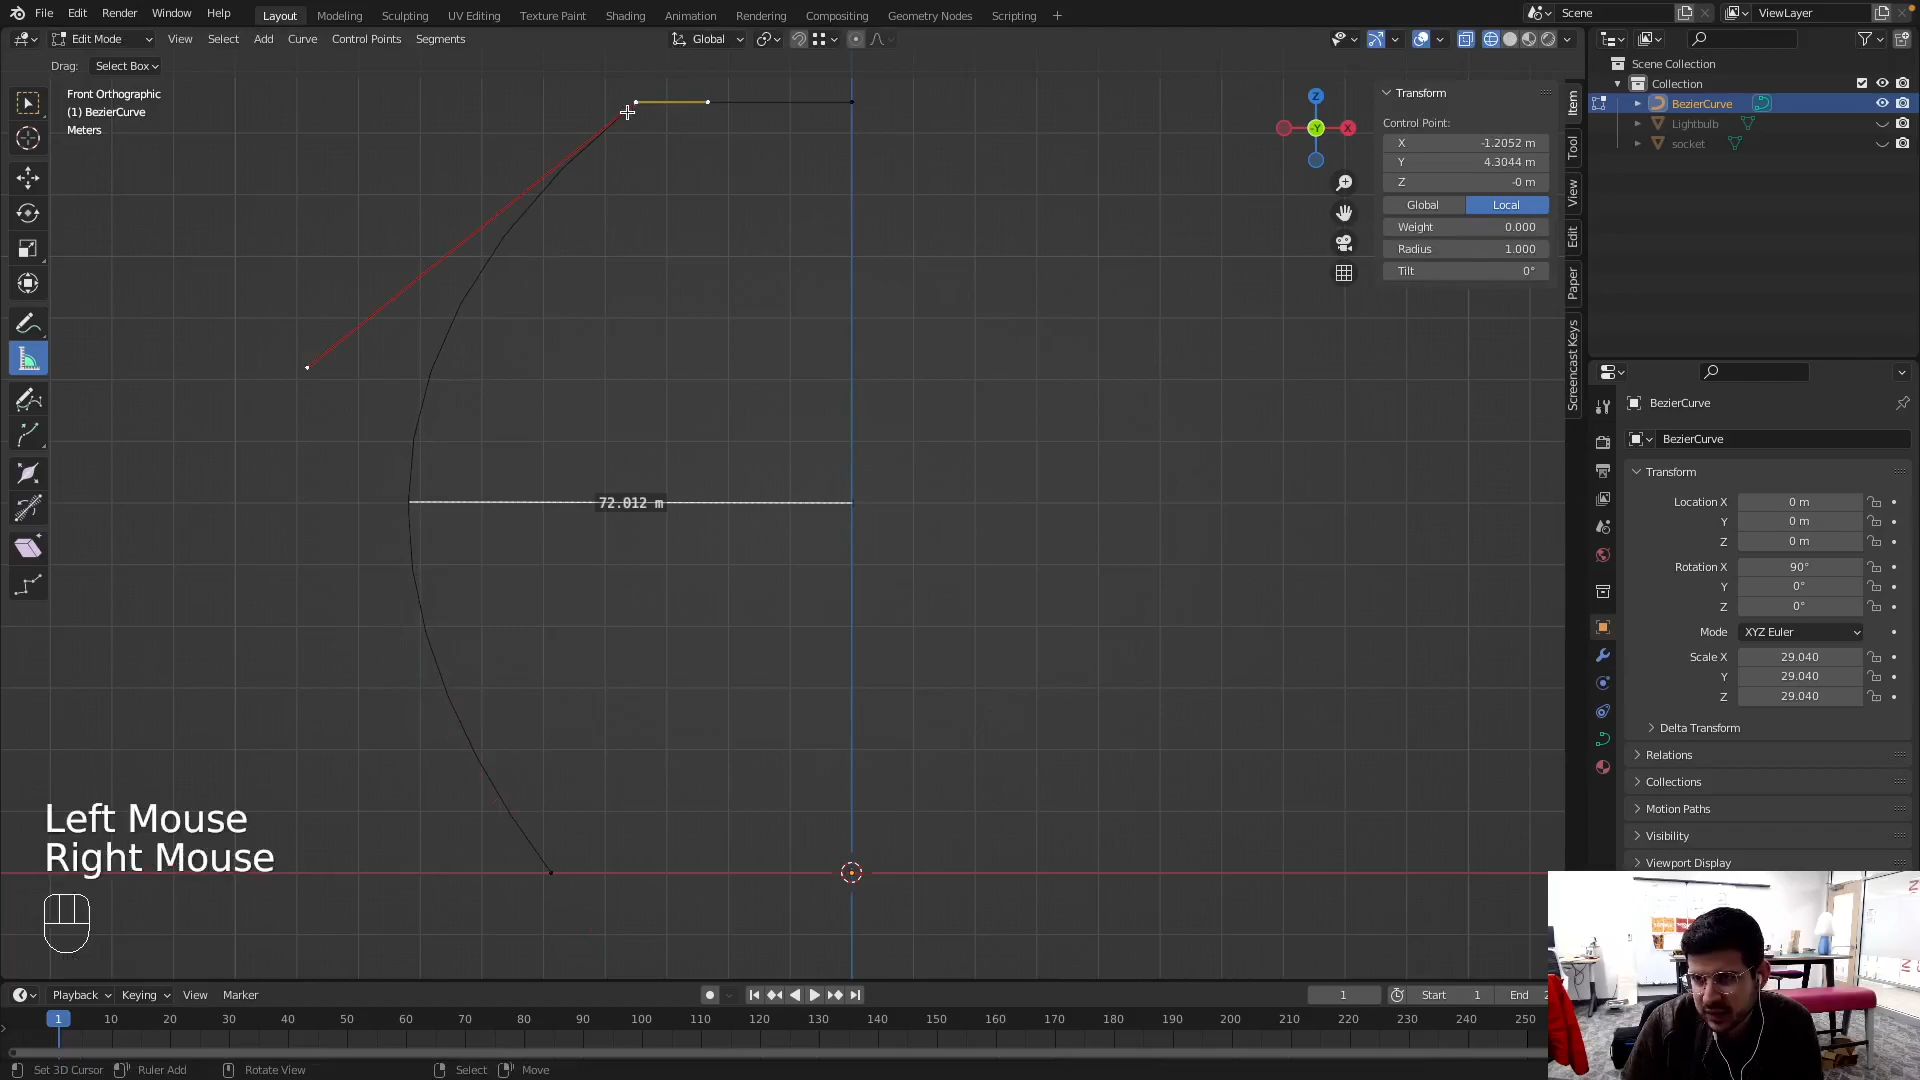 File Edit Render Window Help
Layout Modeling Sculpting UV Editing Texture Paint Shading Animation Rendering Compositing Geometry Nodes Scripting +
Scene
ViewLayer
Edit Mode View Select Add Curve Control Points Segments
Global
Drag: Select Box
Front Orthographic
(1) BezierCurve
Meters
Z
-Y
X
72.012 m
Transform
Control Point:
X -1.2052 m
Y 4.3044 m
Z -0 m
Global Local
Weight 0.000
Radius 1.000
Tilt 0°
Item
Tool
View
Edit
Paper
Screencast Keys
Scene Collection
Collection
BezierCurve
Lightbulb
socket
BezierCurve
BezierCurve
Transform
Location X 0 m
Y 0 m
Z 0 m
Rotation X 90°
Y 0°
Z 0°
Mode XYZ Euler
Scale X 29.040
Y 29.040
Z 29.040
Delta Transform
Relations
Collections
Motion Paths
Visibility
Viewport Display
Left Mouse
Right Mouse
Playback Keying View Marker
1 Start 1 End
1 10 20 30 40 50 60 70 80 90 100 110 120 130 140 150 160 170 180 190 200 210 220 230 240 250
Set 3D Cursor Ruler Add Rotate View Select Move